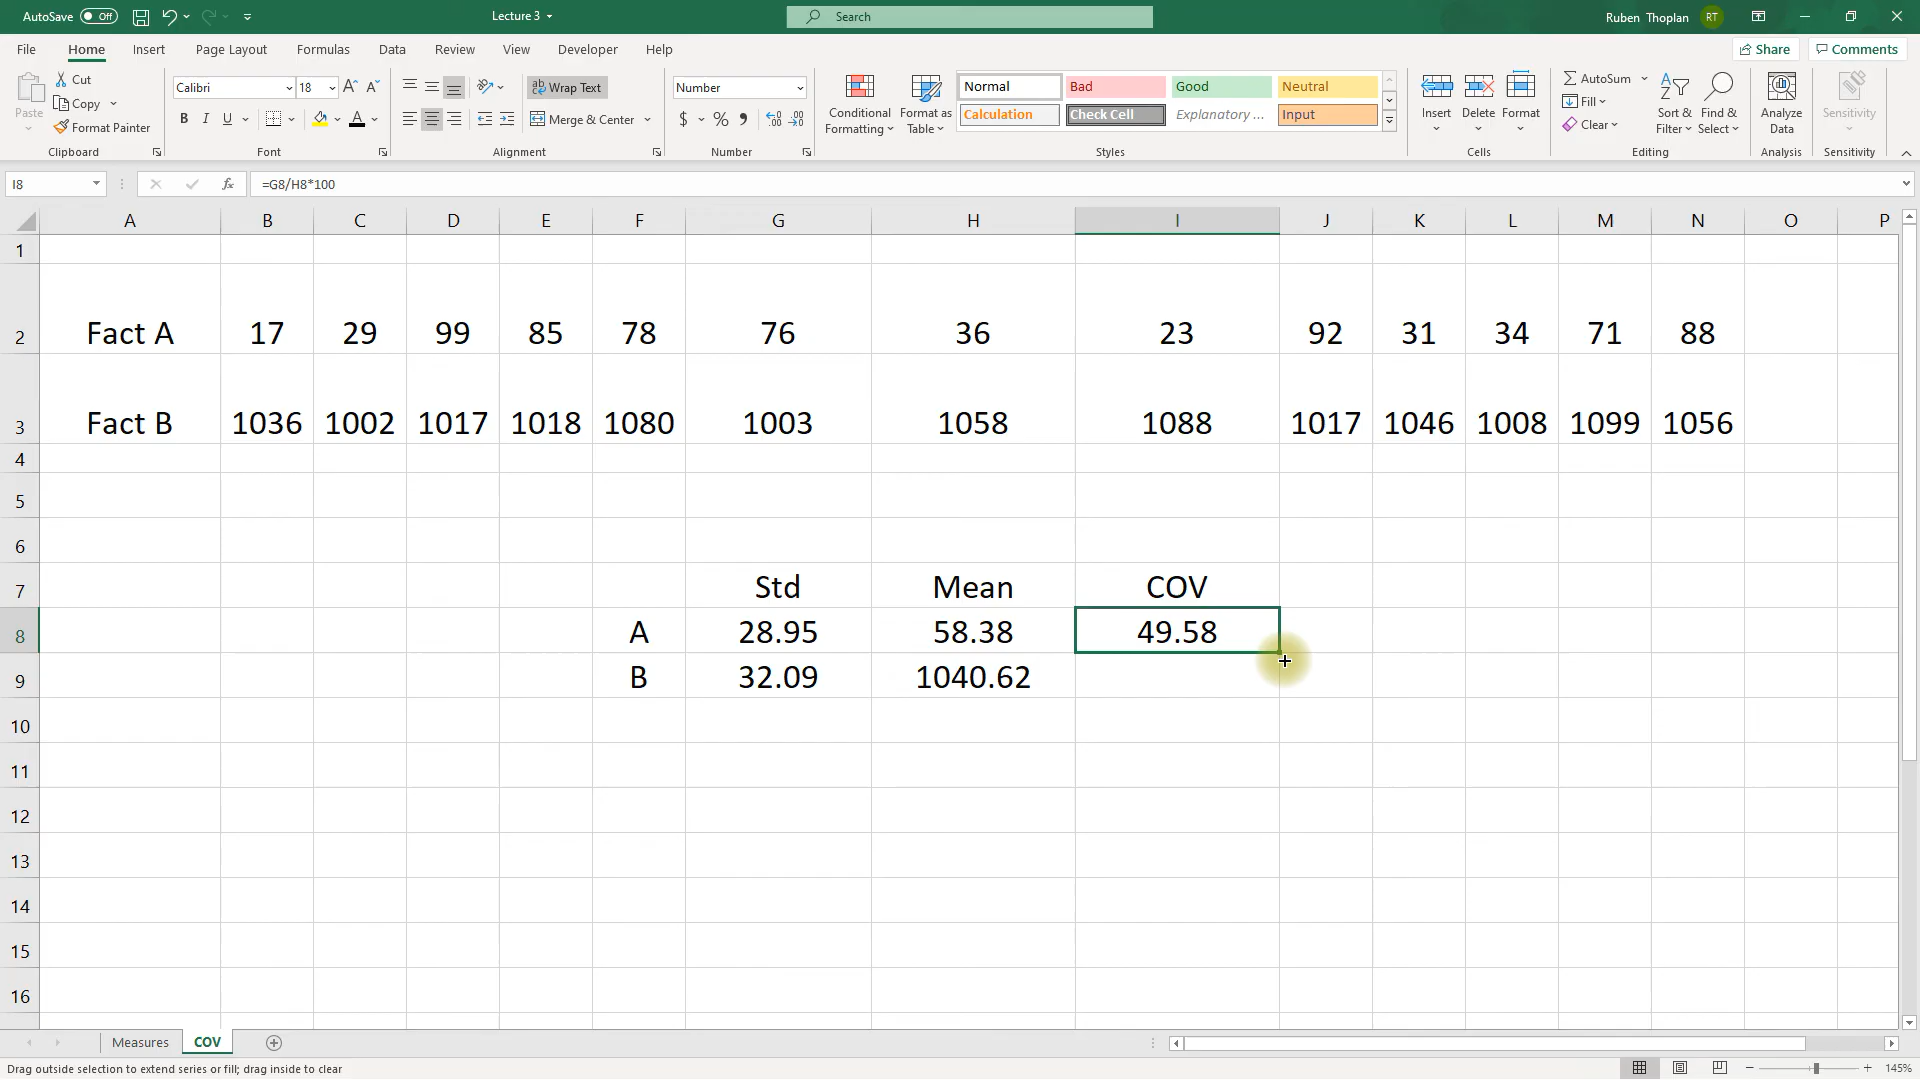 AutoSave Off Lecture 3 Search Ruben Thoplan RT
File Home Insert Page Layout Formulas Data Review View Developer Help Share Comments
Paste Cut Copy Format Painter Clipboard
Calibri 18 A A B I U A Font
ab Wrap Text Merge & Center Alignment
Number $ % Number
Conditional Formatting Format as Table
Normal Bad Good Neutral
Calculation Check Cell Explanatory ... Input
Styles
Insert Delete Format Cells
AutoSum Fill Clear Sort & Filter Find & Select Editing
Analyze Data Analysis
Sensitivity Sensitivity
I8 fx =G8/H8*100
A B C D E F G H I J K L M N O P
1
2 Fact A 17 29 99 85 78 76 36 23 92 31 34 71 88
3 Fact B 1036 1002 1017 1018 1080 1003 1058 1088 1017 1046 1008 1099 1056
4
5
6
7 Std Mean COV
8 A 28.95 58.38 49.58
9 B 32.09 1040.62
10
11
12
13
14
15
16
Measures COV
Drag outside selection to extend series or fill; drag inside to clear 145%